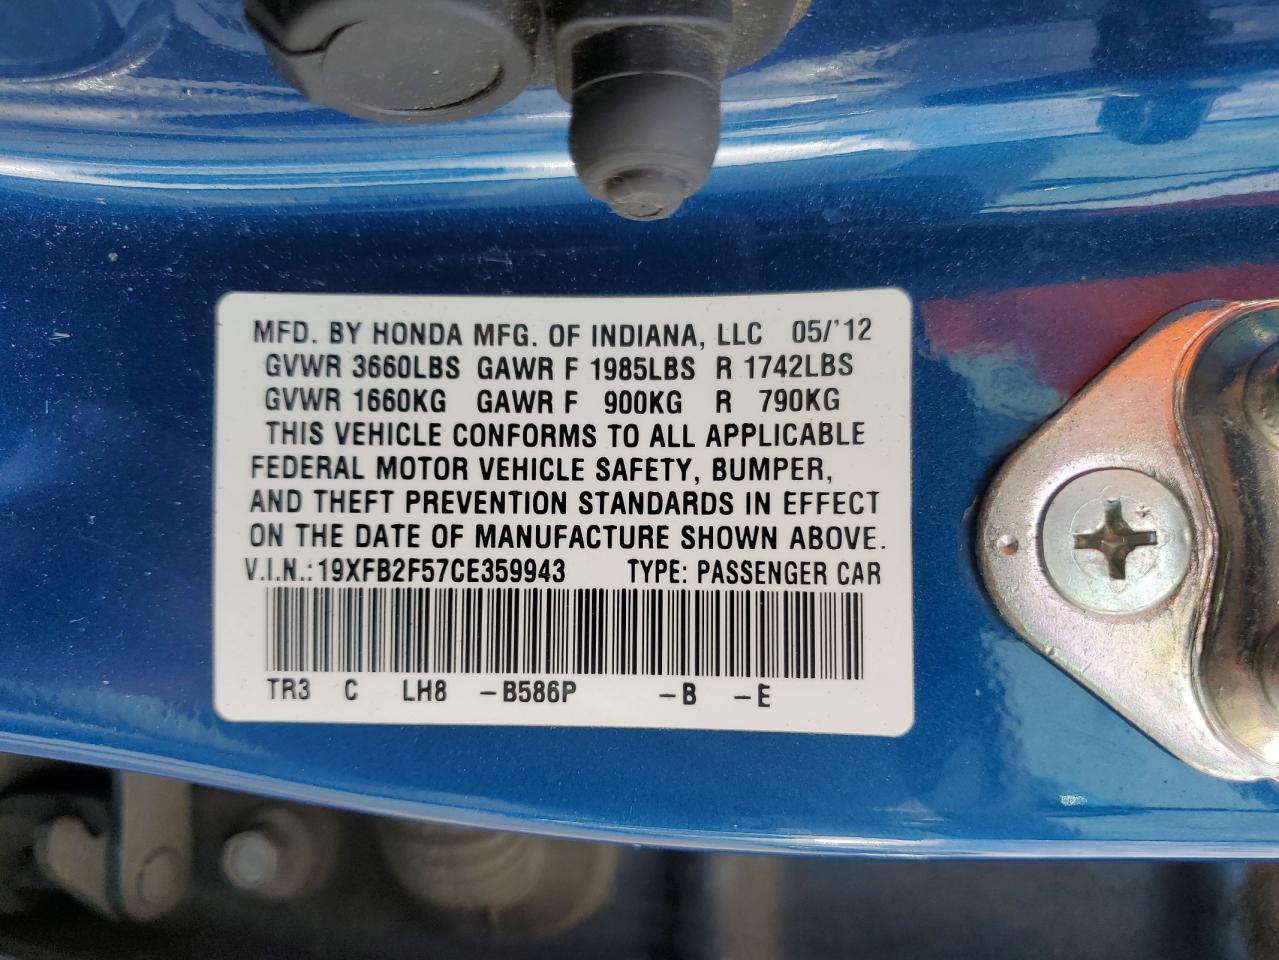 MFD. BY HONDA MFG. OF INDIANA, LLC 05/'12
GVWR 3660LBS GAWR F 1985LBS R 1742LBS
GVWR 1660KG GAWR F 900KG R 790KG
THIS VEHICLE CONFORMS TO ALL APPLICABLE
FEDERAL MOTOR VEHICLE SAFETY, BUMPER,
AND THEFT PREVENTION STANDARDS IN EFFECT
ON THE DATE OF MANUFACTURE SHOWN ABOVE.
V.I.N.:19XFB2F57CE359943 TYPE: PASSENGER CAR
TR3 C LH8 -B586P -B -E